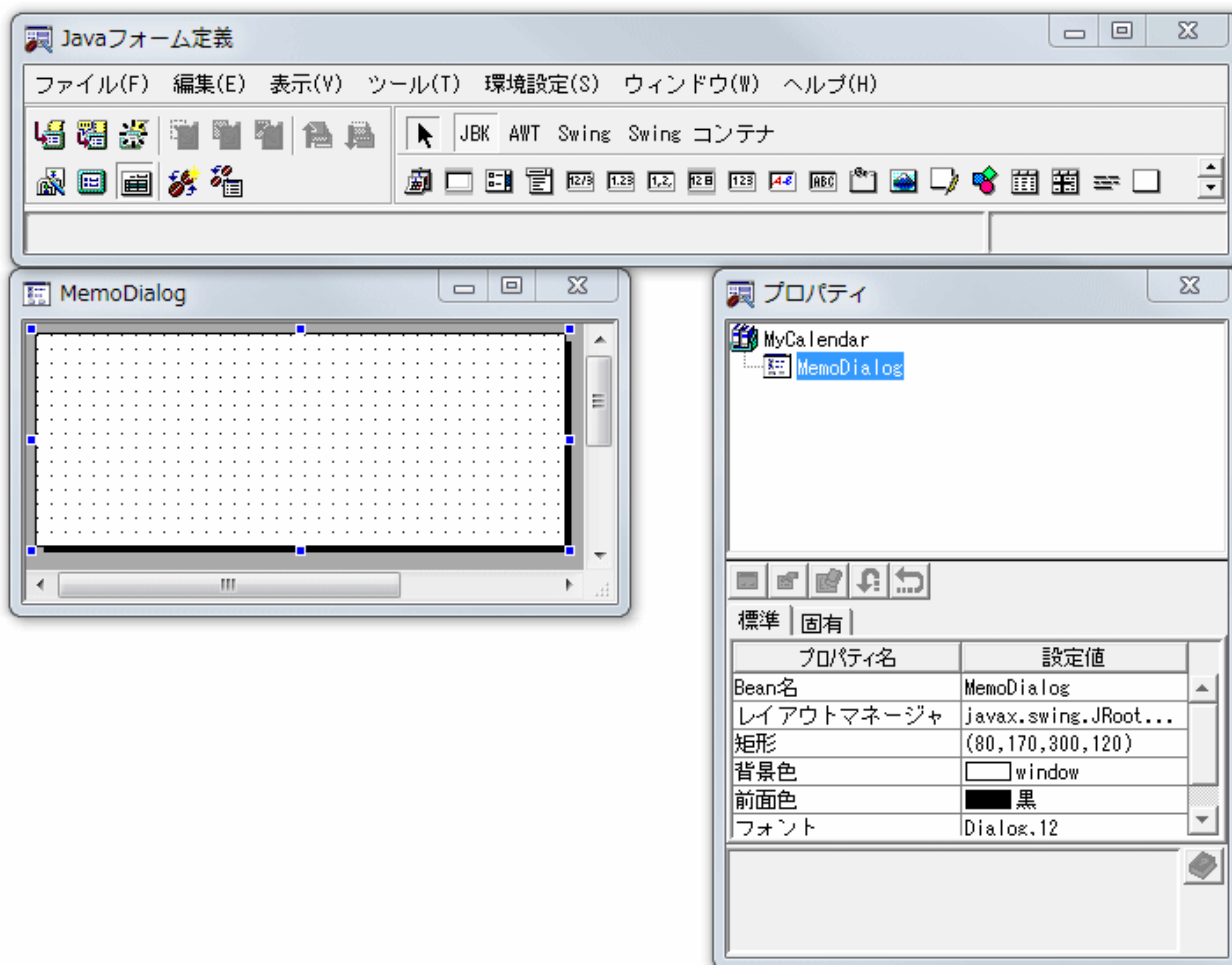 Javaフォーム定義
ファイル(F) 編集(E) 表示(V) ツール(T) 環境設定(S) ウィンドウ(W) ヘルプ(H)
JBK AWT Swing Swing コンテナ
MemoDialog
プロパティ
MyCalendar
MemoDialog
標準 固有
プロパティ名 設定値
Bean名 MemoDialog
レイアウトマネージャ javax.swing.JRoot...
矩形 (80,170,300,120)
背景色 window
前面色 黒
フォント Dialog,12